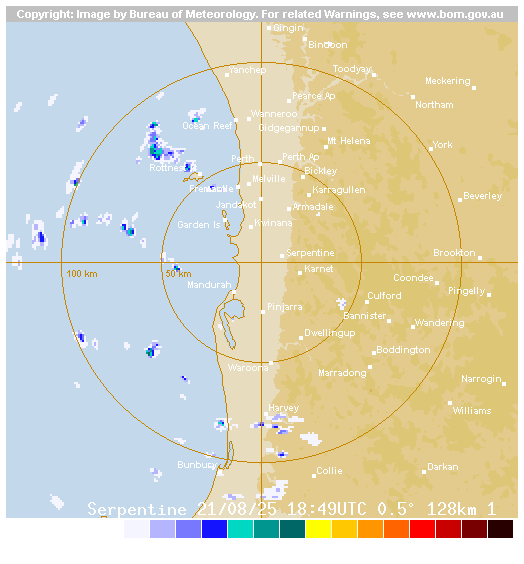 Copyright: Image by Bureau of Meteorology. For related Warnings, see www.bom.gov.au
Gingin
Bindoon
Yanchep
Toodyay
Meckering
Pearce Ap
Northam
Wanneroo
Ocean Reef
Gidgegannup
Mt Helena
York
Perth
Perth Ap
Rottnest
Bickley
Melville
Fremantle
Karragullen
Beverley
Jandakot
Armadale
Garden Is
Kwinana
Serpentine
Brookton
Karnet
100 km
50 km
Coondee
Mandurah
Culford
Pingelly
Pinjarra
Bannister
Wandering
Dwellingup
Boddington
Waroona
Marradong
Narrogin
Harvey
Williams
Bunbury
Collie
Darkan
Serpentine 21/08/25 18:49UTC 0.5° 128km 1